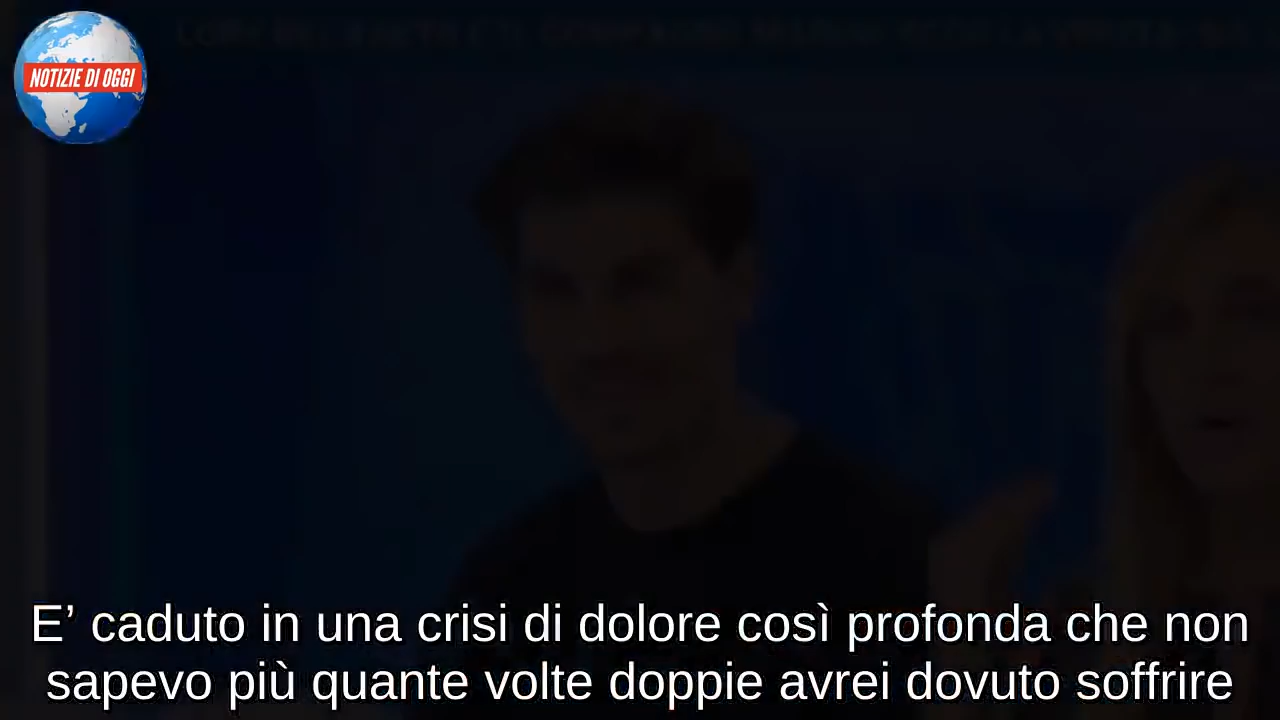 NOTIZIE DI OGGI
E’ caduto in una crisi di dolore così profonda che non
sapevo più quante volte doppie avrei dovuto soffrire